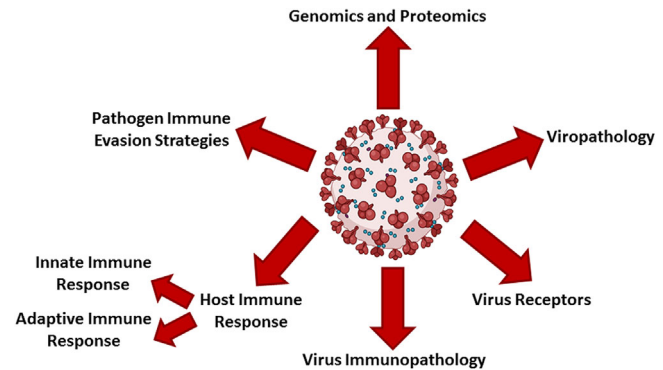 Genomics and Proteomics
Pathogen Immune
Evasion Strategies
Viropathology
Innate Immune
Response
Host Immune
Response
Adaptive Immune
Response
Virus Receptors
Virus Immunopathology